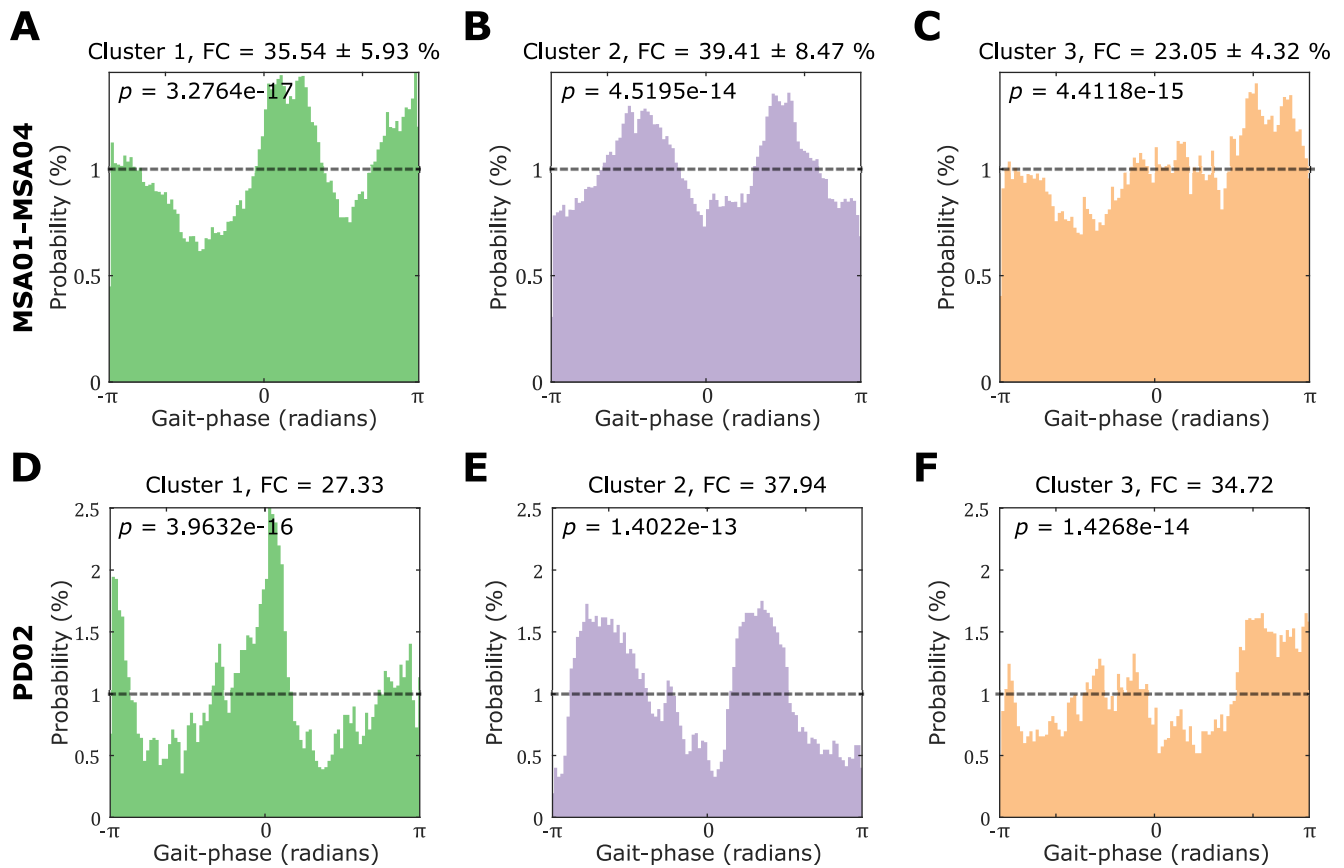 A
Cluster 1, FC = 35.54 ± 5.93 %
p = 3.2764e-17
MSA01-MSA04
Probability (%)
1
0.5
0
-π
0
π
Gait-phase (radians)
B
Cluster 2, FC = 39.41 ± 8.47 %
p = 4.5195e-14
Probability (%)
1
0.5
0
-π
0
π
Gait-phase (radians)
C
Cluster 3, FC = 23.05 ± 4.32 %
p = 4.4118e-15
Probability (%)
1
0.5
0
-π
0
π
Gait-phase (radians)
D
Cluster 1, FC = 27.33
p = 3.9632e-16
PD02
Probability (%)
2.5
2
1.5
1
0.5
0
-π
0
π
Gait-phase (radians)
E
Cluster 2, FC = 37.94
p = 1.4022e-13
Probability (%)
2.5
2
1.5
1
0.5
0
-π
0
π
Gait-phase (radians)
F
Cluster 3, FC = 34.72
p = 1.4268e-14
Probability (%)
2.5
2
1.5
1
0.5
0
-π
0
π
Gait-phase (radians)